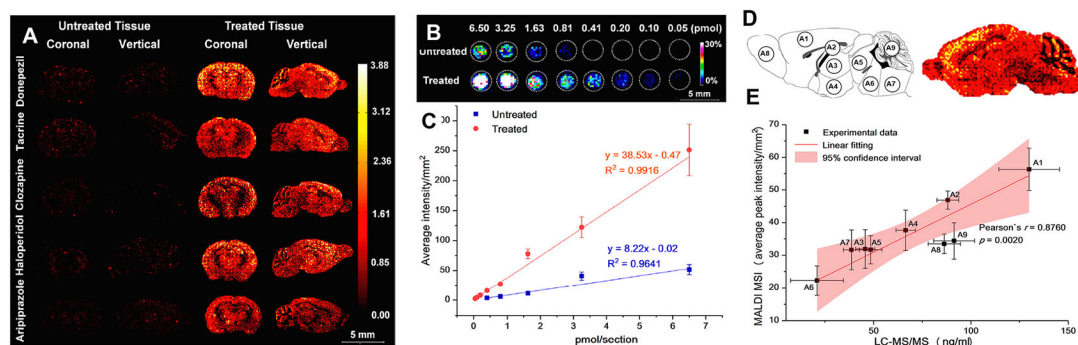 A
Untreated Tissue
Treated Tissue
Coronal
Vertical
Coronal
Vertical
Donepezil
Tacrine
Clozapine
Haloperidol
Aripiprazole
3.88
3.12
2.36
1.61
0.85
0.00
5 mm
B
6.50 3.25 1.63 0.81 0.41 0.20 0.10 0.05 (pmol)
Untreated
Treated
30%
0%
5 mm
C
Untreated
Treated
y = 38.53x - 0.47
R² = 0.9916
y = 8.22x - 0.02
R² = 0.9641
300
250
200
150
100
50
0
Average intensity/mm²
0 1 2 3 4 5 6 7
pmol/section
D
A1
A2
A3
A4
A5
A6
A7
A8
A9
E
Experimental data
Linear fitting
95% confidence interval
A1
A2
A4
A7
A3
A5
A8
A9
A6
Pearson`s r = 0.8760
p = 0.0020
70
60
50
40
30
20
10
MALDI MSI (average peak intensity/mm²)
50 100 150
LC-MS/MS (ng/ml)